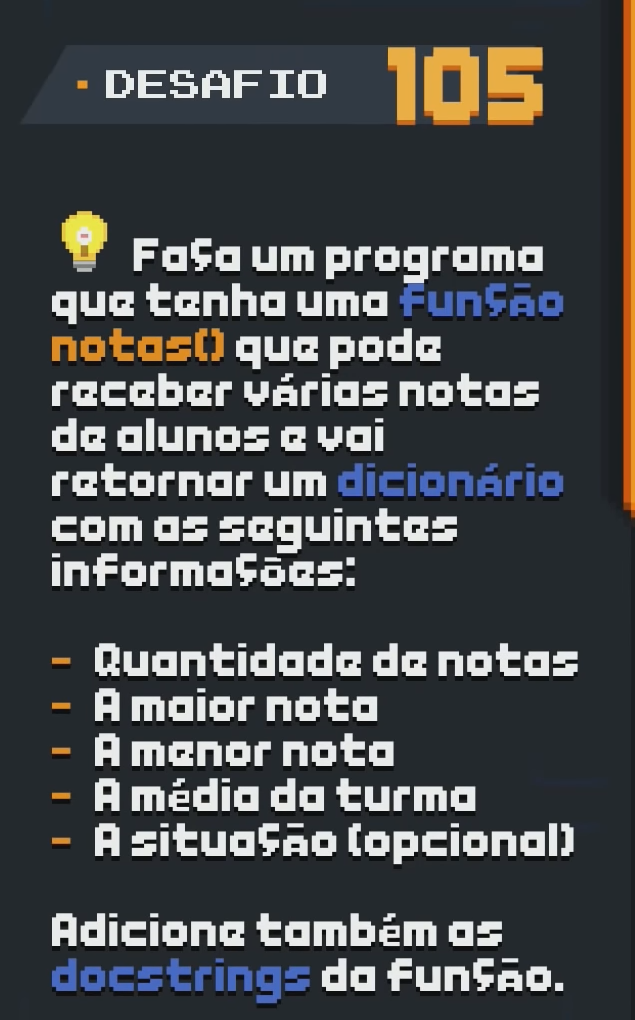 DESAFIO 105
Faça um programa
que tenha uma função
notas() que pode
receber várias notas
de alunos e vai
retornar um dicionário
com as seguintes
informações:
- Quantidade de notas
- A maior nota
- A menor nota
- A média da turma
- A situação (opcional)
Adicione também as
docstrings da função.